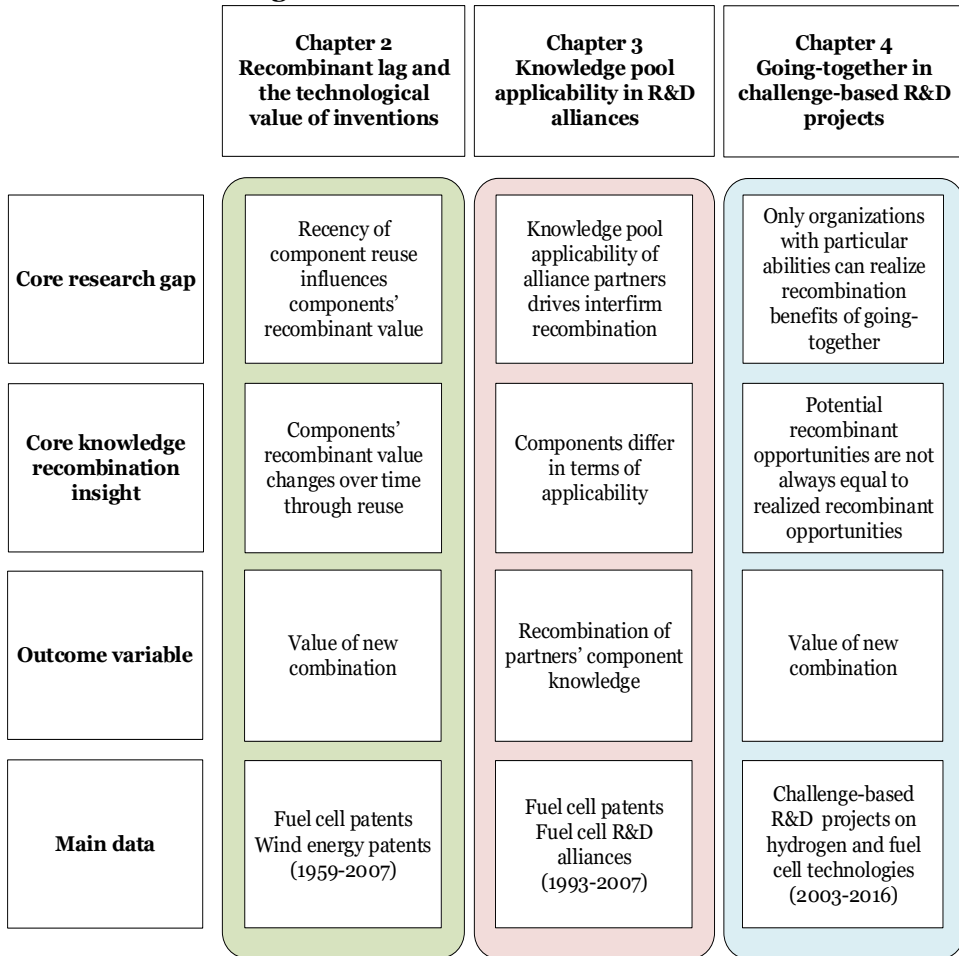 Chapter 2
Recombinant lag and
the technological
value of inventions
Chapter 3
Knowledge pool
applicability in R&D
alliances
Chapter 4
Going-together in
challenge-based R&D
projects
Core research gap
Recency of
component reuse
influences
components’
recombinant value
Knowledge pool
applicability of
alliance partners
drives interfirm
recombination
Only organizations
with particular
abilities can realize
recombination
benefits of going-
together
Core knowledge
recombination
insight
Components’
recombinant value
changes over time
through reuse
Components differ
in terms of
applicability
Potential
recombinant
opportunities are not
always equal to
realized recombinant
opportunities
Outcome variable
Value of new
combination
Recombination of
partners’ component
knowledge
Value of new
combination
Main data
Fuel cell patents
Wind energy patents
(1959-2007)
Fuel cell patents
Fuel cell R&D
alliances
(1993-2007)
Challenge-based
R&D projects on
hydrogen and fuel
cell technologies
(2003-2016)